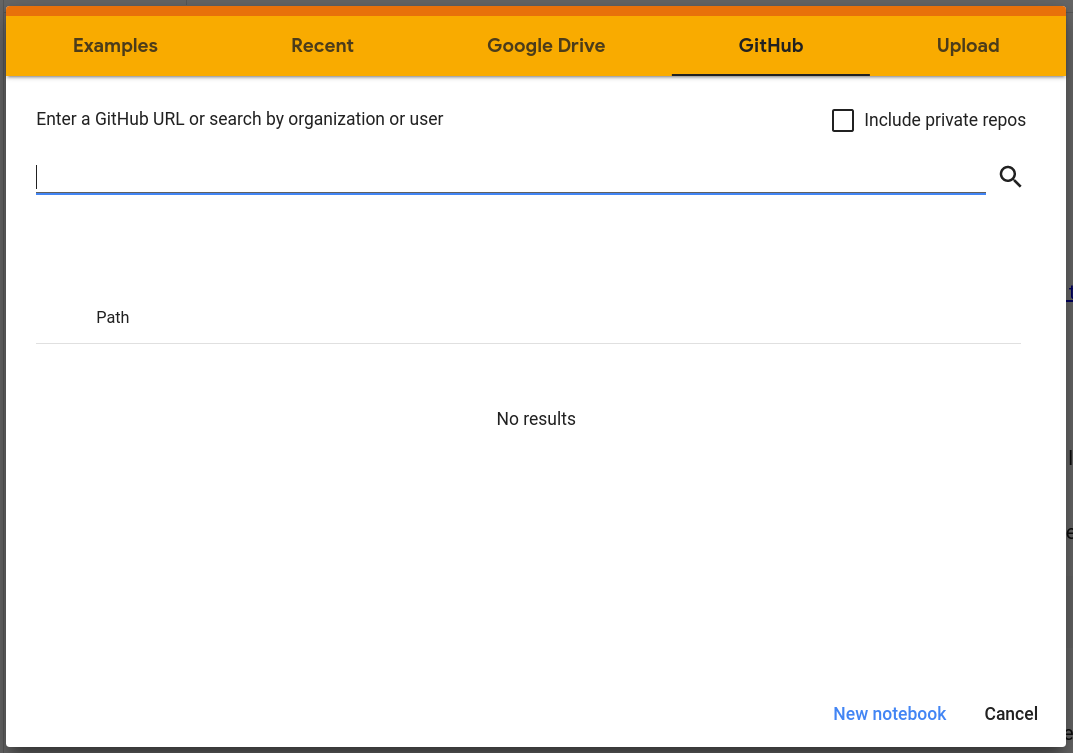 Examples Recent Google Drive GitHub Upload
Enter a GitHub URL or search by organization or user Include private repos
Path
No results
New notebook Cancel